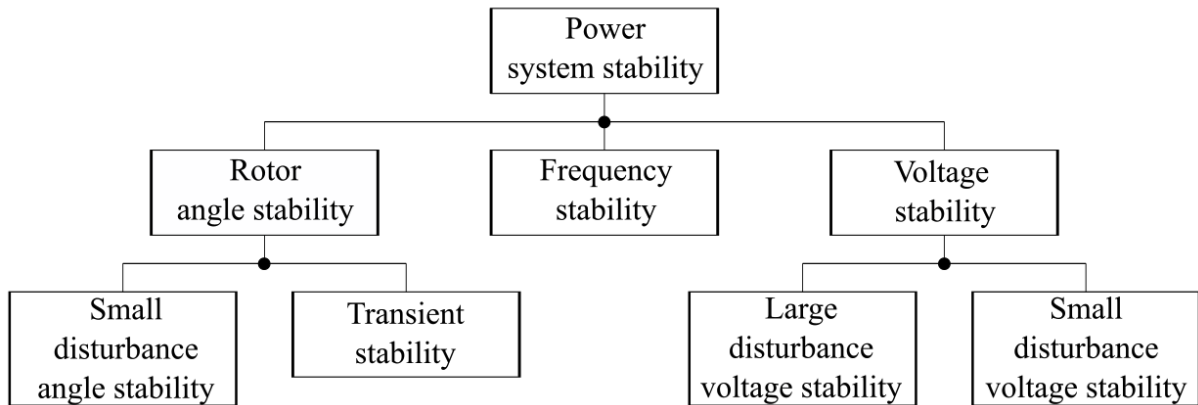 Power
system stability
Rotor
angle stability
Frequency
stability
Voltage
stability
Small
disturbance
angle stability
Transient
stability
Large
disturbance
voltage stability
Small
disturbance
voltage stability